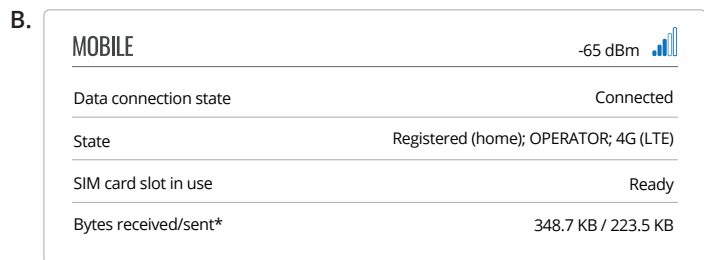 B.
MOBILE -65 dBm
Data connection state Connected
State Registered (home); OPERATOR; 4G (LTE)
SIM card slot in use Ready
Bytes received/sent* 348.7 KB / 223.5 KB